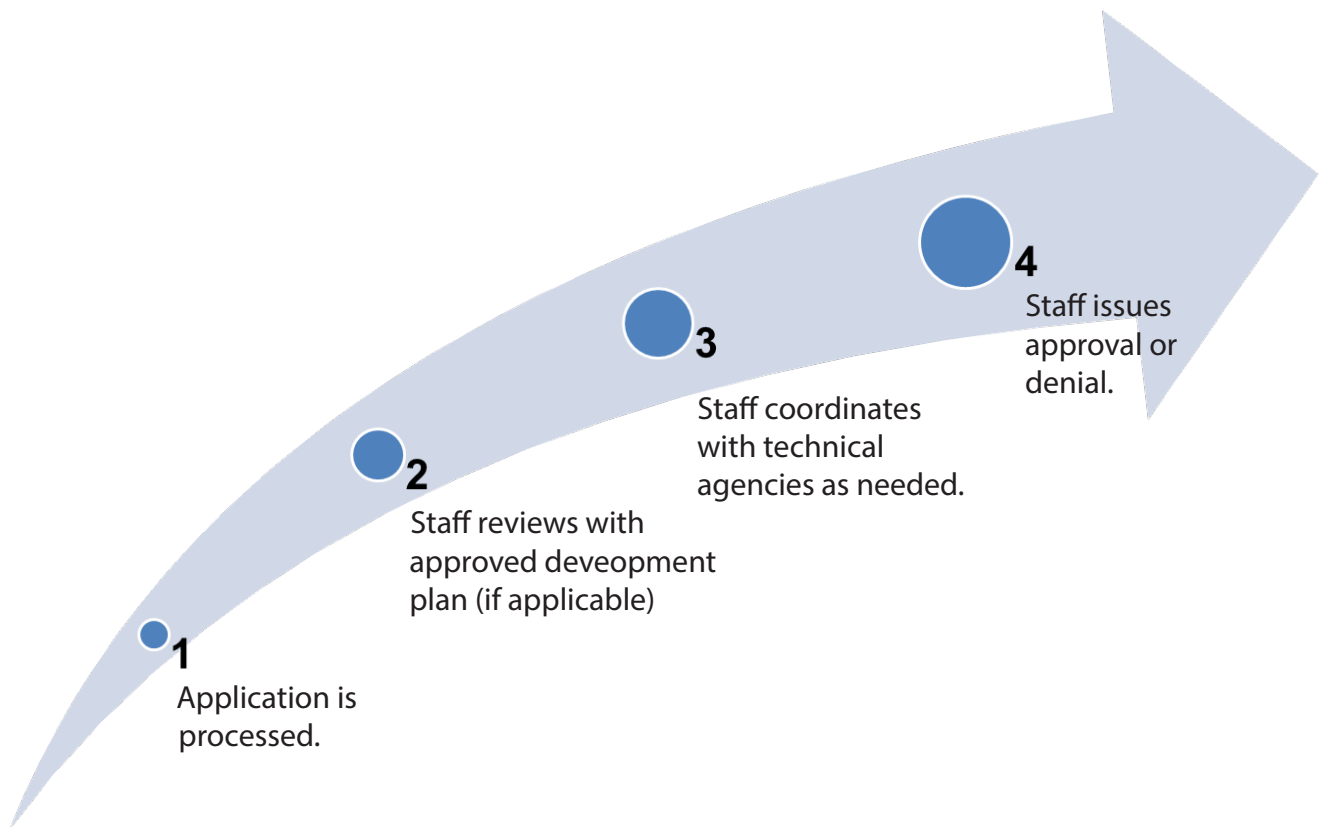 1
Application is
processed.
2
Staff reviews with
approved deveopment
plan (if applicable)
3
Staff coordinates
with technical
agencies as needed.
4
Staff issues
approval or
denial.